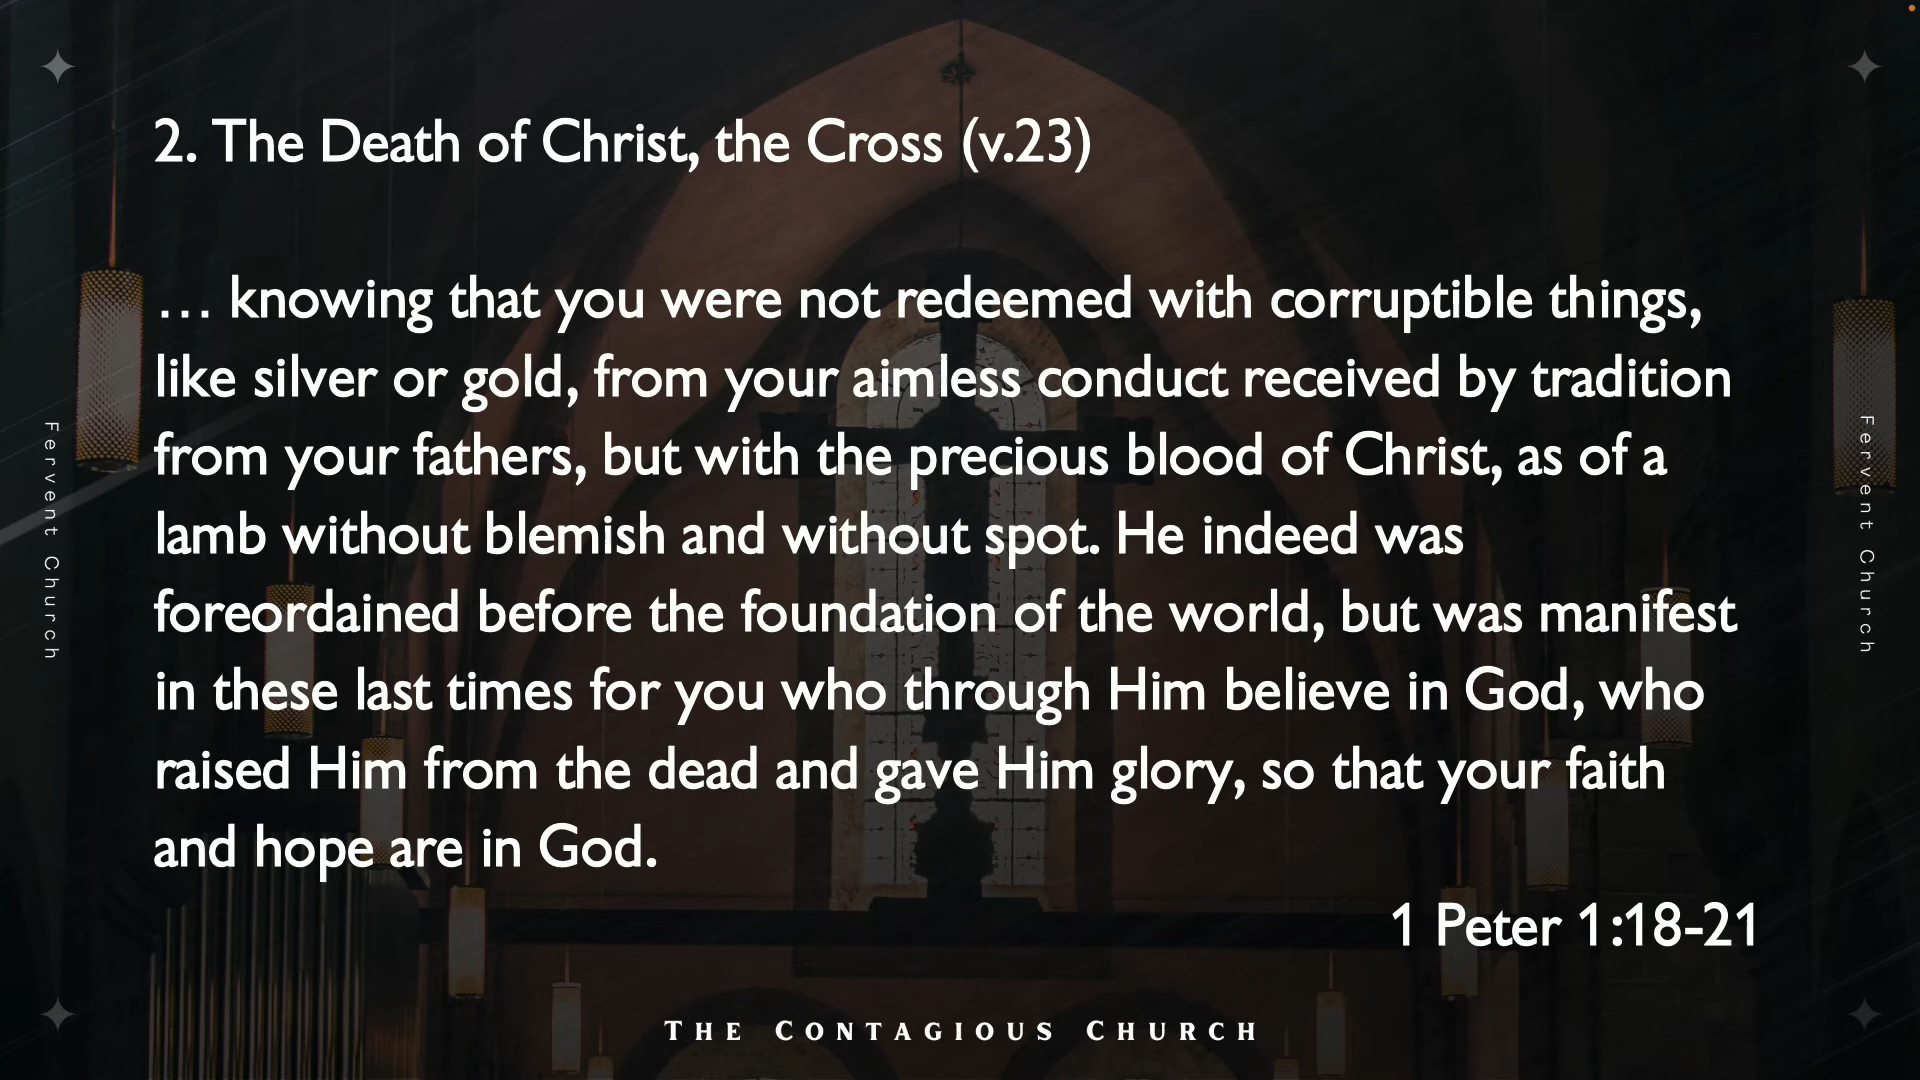 2. The Death of Christ, the Cross (v.23)
… knowing that you were not redeemed with corruptible things,
like silver or gold, from your aimless conduct received by tradition
from your fathers, but with the precious blood of Christ, as of a
lamb without blemish and without spot. He indeed was
foreordained before the foundation of the world, but was manifest
in these last times for you who through Him believe in God, who
raised Him from the dead and gave Him glory, so that your faith
and hope are in God.
1 Peter 1:18-21
Fervent Church
Fervent Church
The Contagious Church